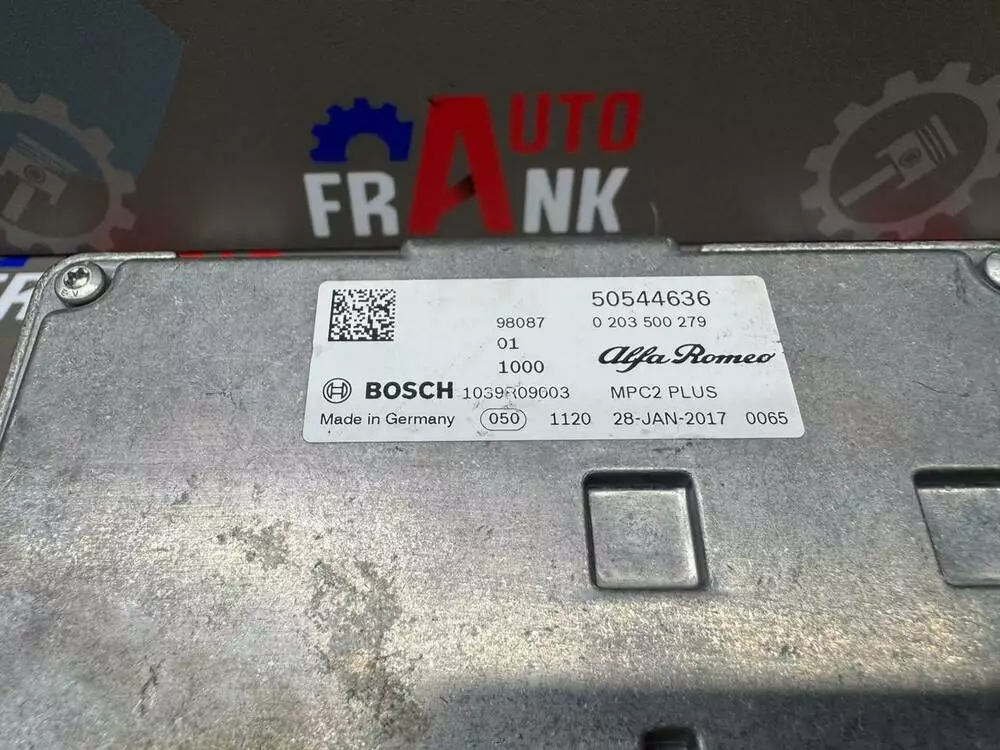 AUTO
FRANK
50544636
98087 0 203 500 279
01
1000 Alfa Romeo
BOSCH 1039R09003 MPC2 PLUS
Made in Germany 050 1120 28-JAN-2017 0065